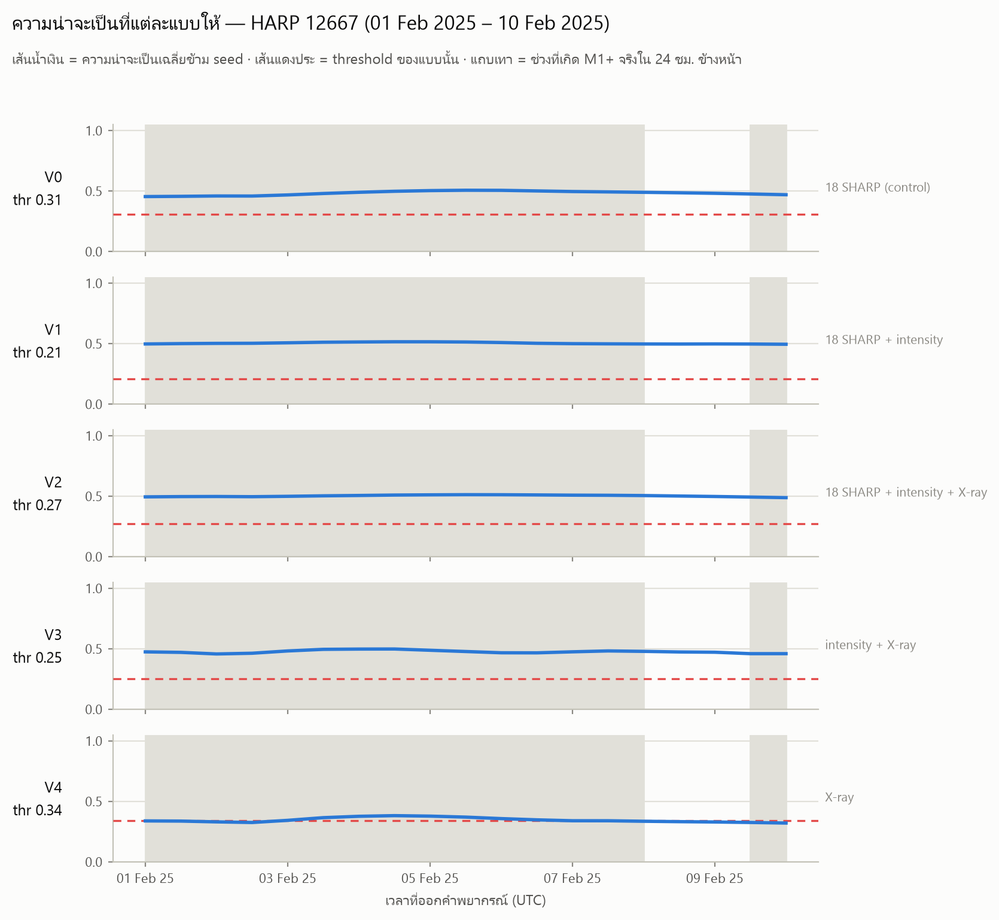 ความน่าจะเป็นที่แต่ละแบบให้ — HARP 12667 (01 Feb 2025 – 10 Feb 2025)
เส้นน้ำเงิน = ความน่าจะเป็นเฉลี่ยข้าม seed · เส้นแดงประ = threshold ของแบบนั้น · แถบเทา = ช่วงที่เกิด M1+ จริงใน 24 ชม. ข้างหน้า
1.0
V0
thr 0.31
0.5
0.0
18 SHARP (control)
1.0
V1
thr 0.21
0.5
0.0
18 SHARP + intensity
1.0
V2
thr 0.27
0.5
0.0
18 SHARP + intensity + X-ray
1.0
V3
thr 0.25
0.5
0.0
intensity + X-ray
1.0
V4
thr 0.34
0.5
0.0
X-ray
01 Feb 25 03 Feb 25 05 Feb 25 07 Feb 25 09 Feb 25
เวลาที่ออกคำพยากรณ์ (UTC)